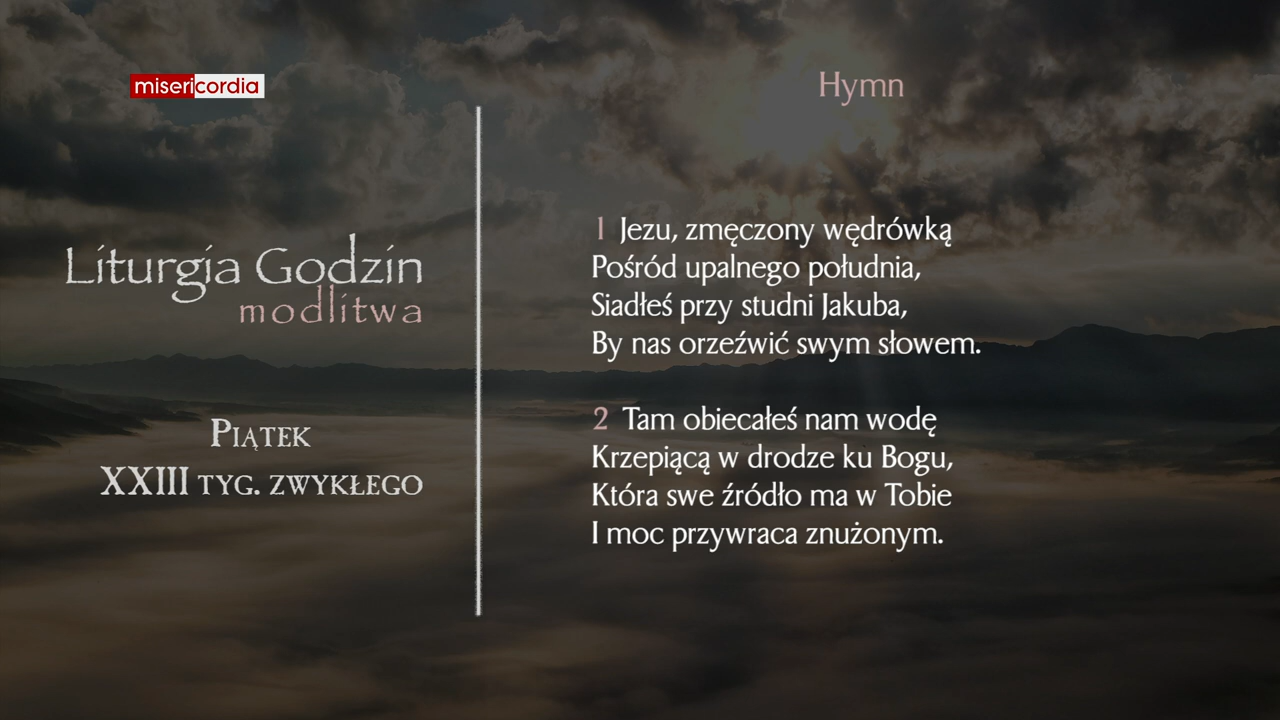 misericordia
Liturgia Godzin
modlitwa
Piątek
XXIII tyg. zwykłego
Hymn
1 Jezu, zmęczony wędrówką
Pośród upalnego południa,
Siadłeś przy studni Jakuba,
By nas orzeźwić swym słowem.
2 Tam obiecałeś nam wodę
Krzepiącą w drodze ku Bogu,
Która swe źródło ma w Tobie
I moc przywraca znużonym.